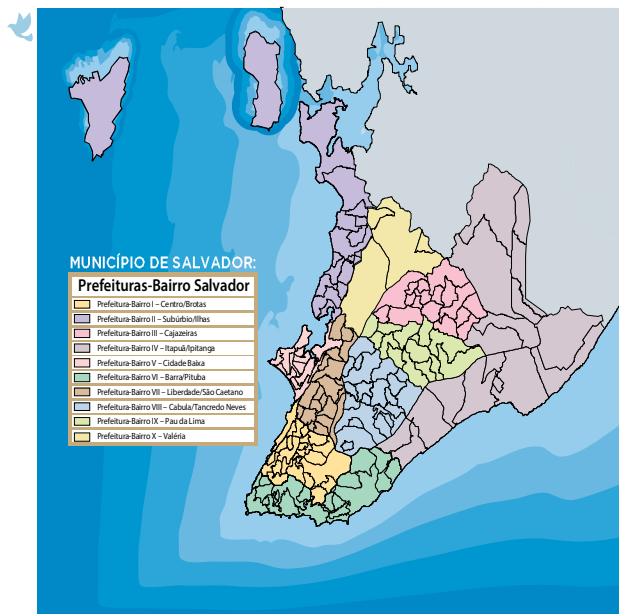 MUNICÍPIO DE SALVADOR:
Prefeituras-Bairro Salvador
Prefeitura-Bairro I – Centro/Brotas
Prefeitura-Bairro II – Subúrbio/Ilhas
Prefeitura-Bairro III – Cajazeiras
Prefeitura-Bairro IV – Itapuã/Ipitanga
Prefeitura-Bairro V – Cidade Baixa
Prefeitura-Bairro VI – Barra/Pituba
Prefeitura-Bairro VII – Liberdade/São Caetano
Prefeitura-Bairro VIII – Cabula/Tancredo Neves
Prefeitura-Bairro IX – Pau da Lima
Prefeitura-Bairro X – Valéria